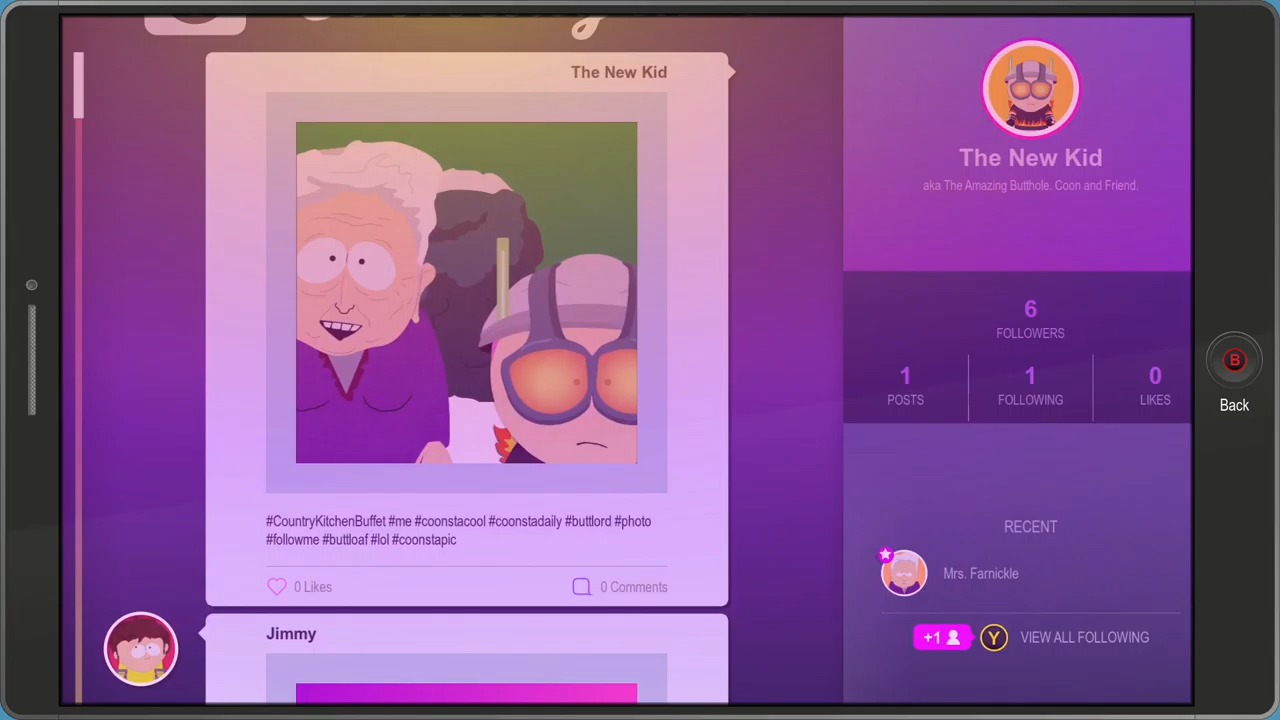 The New Kid
#CountryKitchenBuffet #me #coonstacool #coonstadaily #buttlord #photo
#followme #buttloaf #lol #coonstapic
0 Likes
0 Comments
Jimmy
The New Kid
aka The Amazing Butthole. Coon and Friend.
6
FOLLOWERS
1
POSTS
1
FOLLOWING
0
LIKES
RECENT
Mrs. Farnickle
+1
Y
VIEW ALL FOLLOWING
B
Back